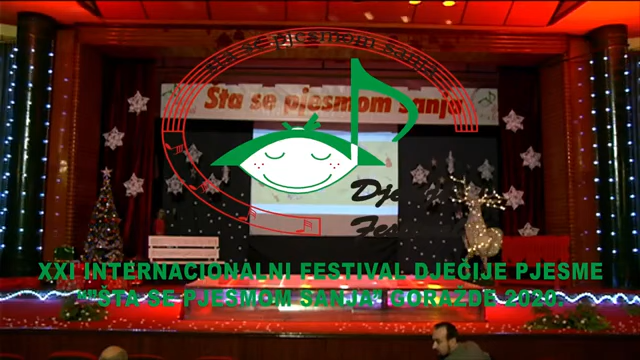 šta se pjesmom sanja
Šta se pjesmom sanja
XXI INTERNACIONALNI FESTIVAL DJEČIJE PJESME
“"ŠTA SE PJESMOM SANJA" GORAŽDE 2020.